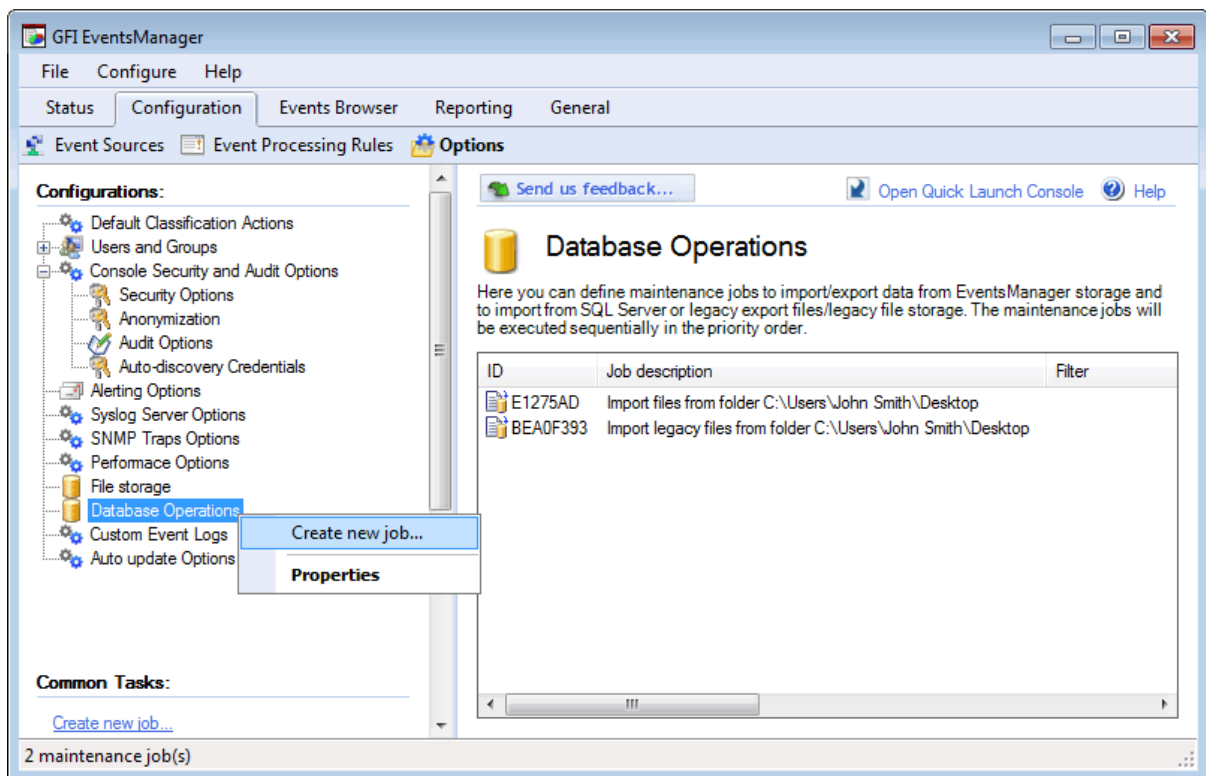 GFI EventsManager
File Configure Help
Status Configuration Events Browser Reporting General
Event Sources Event Processing Rules Options
Configurations:
Default Classification Actions
Users and Groups
Console Security and Audit Options
Security Options
Anonymization
Audit Options
Auto-discovery Credentials
Alerting Options
Syslog Server Options
SNMP Traps Options
Performace Options
File storage
Database Operations
Custom Event Logs
Auto update Options
Create new job...
Properties
Common Tasks:
Create new job...
Send us feedback... Open Quick Launch Console Help
Database Operations
Here you can define maintenance jobs to import/export data from EventsManager storage and
to import from SQL Server or legacy export files/legacy file storage. The maintenance jobs will
be executed sequentially in the priority order.
ID Job description Filter
E1275AD Import files from folder C:\Users\John Smith\Desktop
BEA0F393 Import legacy files from folder C:\Users\John Smith\Desktop
2 maintenance job(s)